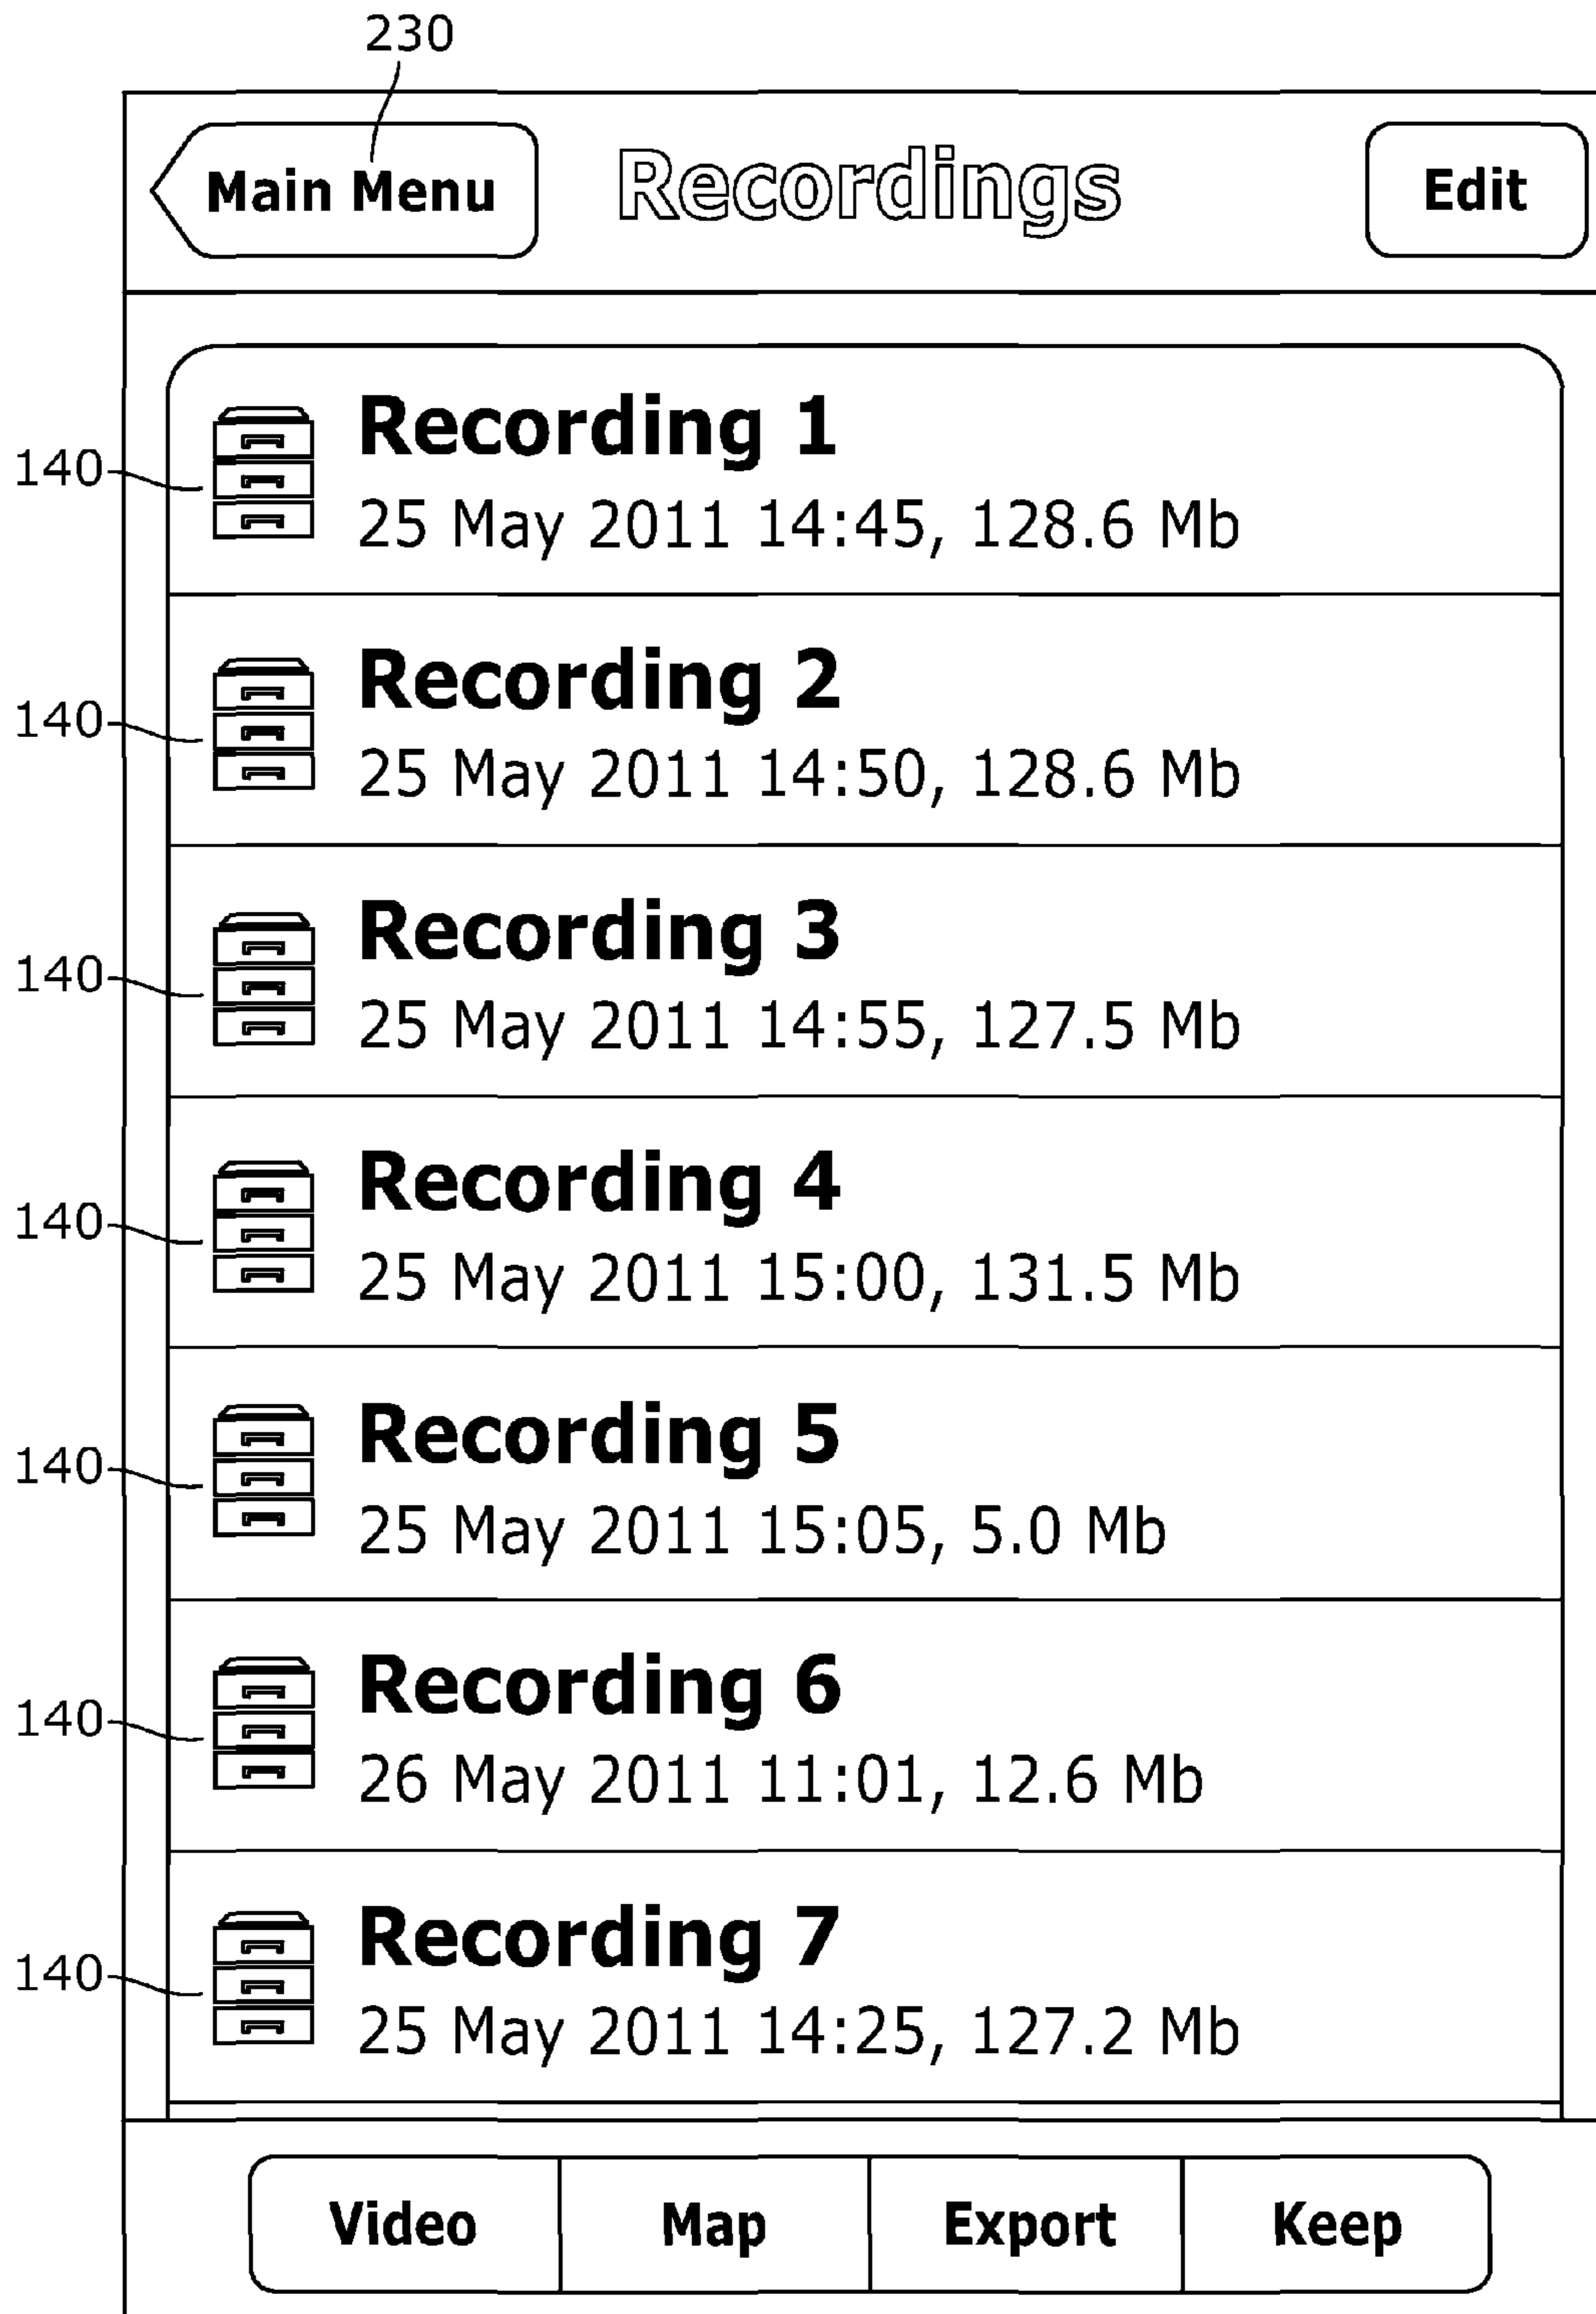 230
Main Menu Recordings Edit
Recording 1
140
25 May 2011 14:45, 128.6 Mb
Recording 2
140
25 May 2011 14:50, 128.6 Mb
Recording 3
140
25 May 2011 14:55, 127.5 Mb
Recording 4
140
25 May 2011 15:00, 131.5 Mb
Recording 5
140
25 May 2011 15:05, 5.0 Mb
Recording 6
140
26 May 2011 11:01, 12.6 Mb
Recording 7
140
25 May 2011 14:25, 127.2 Mb
Video Map Export Keep